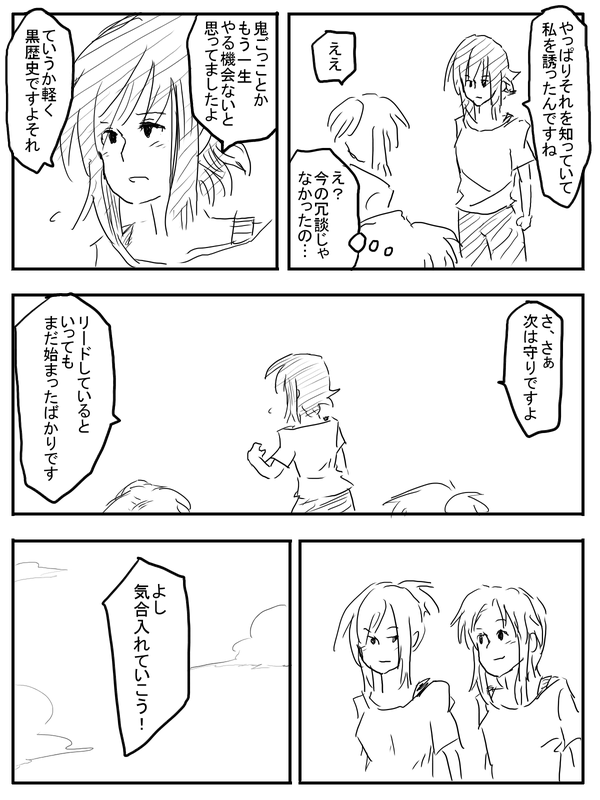 やっぱりそれを知っていて
私を誘ったんですね
ええ
え？
今の冗談じゃ
なかったの…
鬼ごっことか
もう一生
やる機会ないと
思ってましたよ
ていうか軽く
黒歴史ですよそれ
さ、さぁ
次は守りですよ
リードしていると
いっても
まだ始まったばかりです
よし
気合入れていこう！